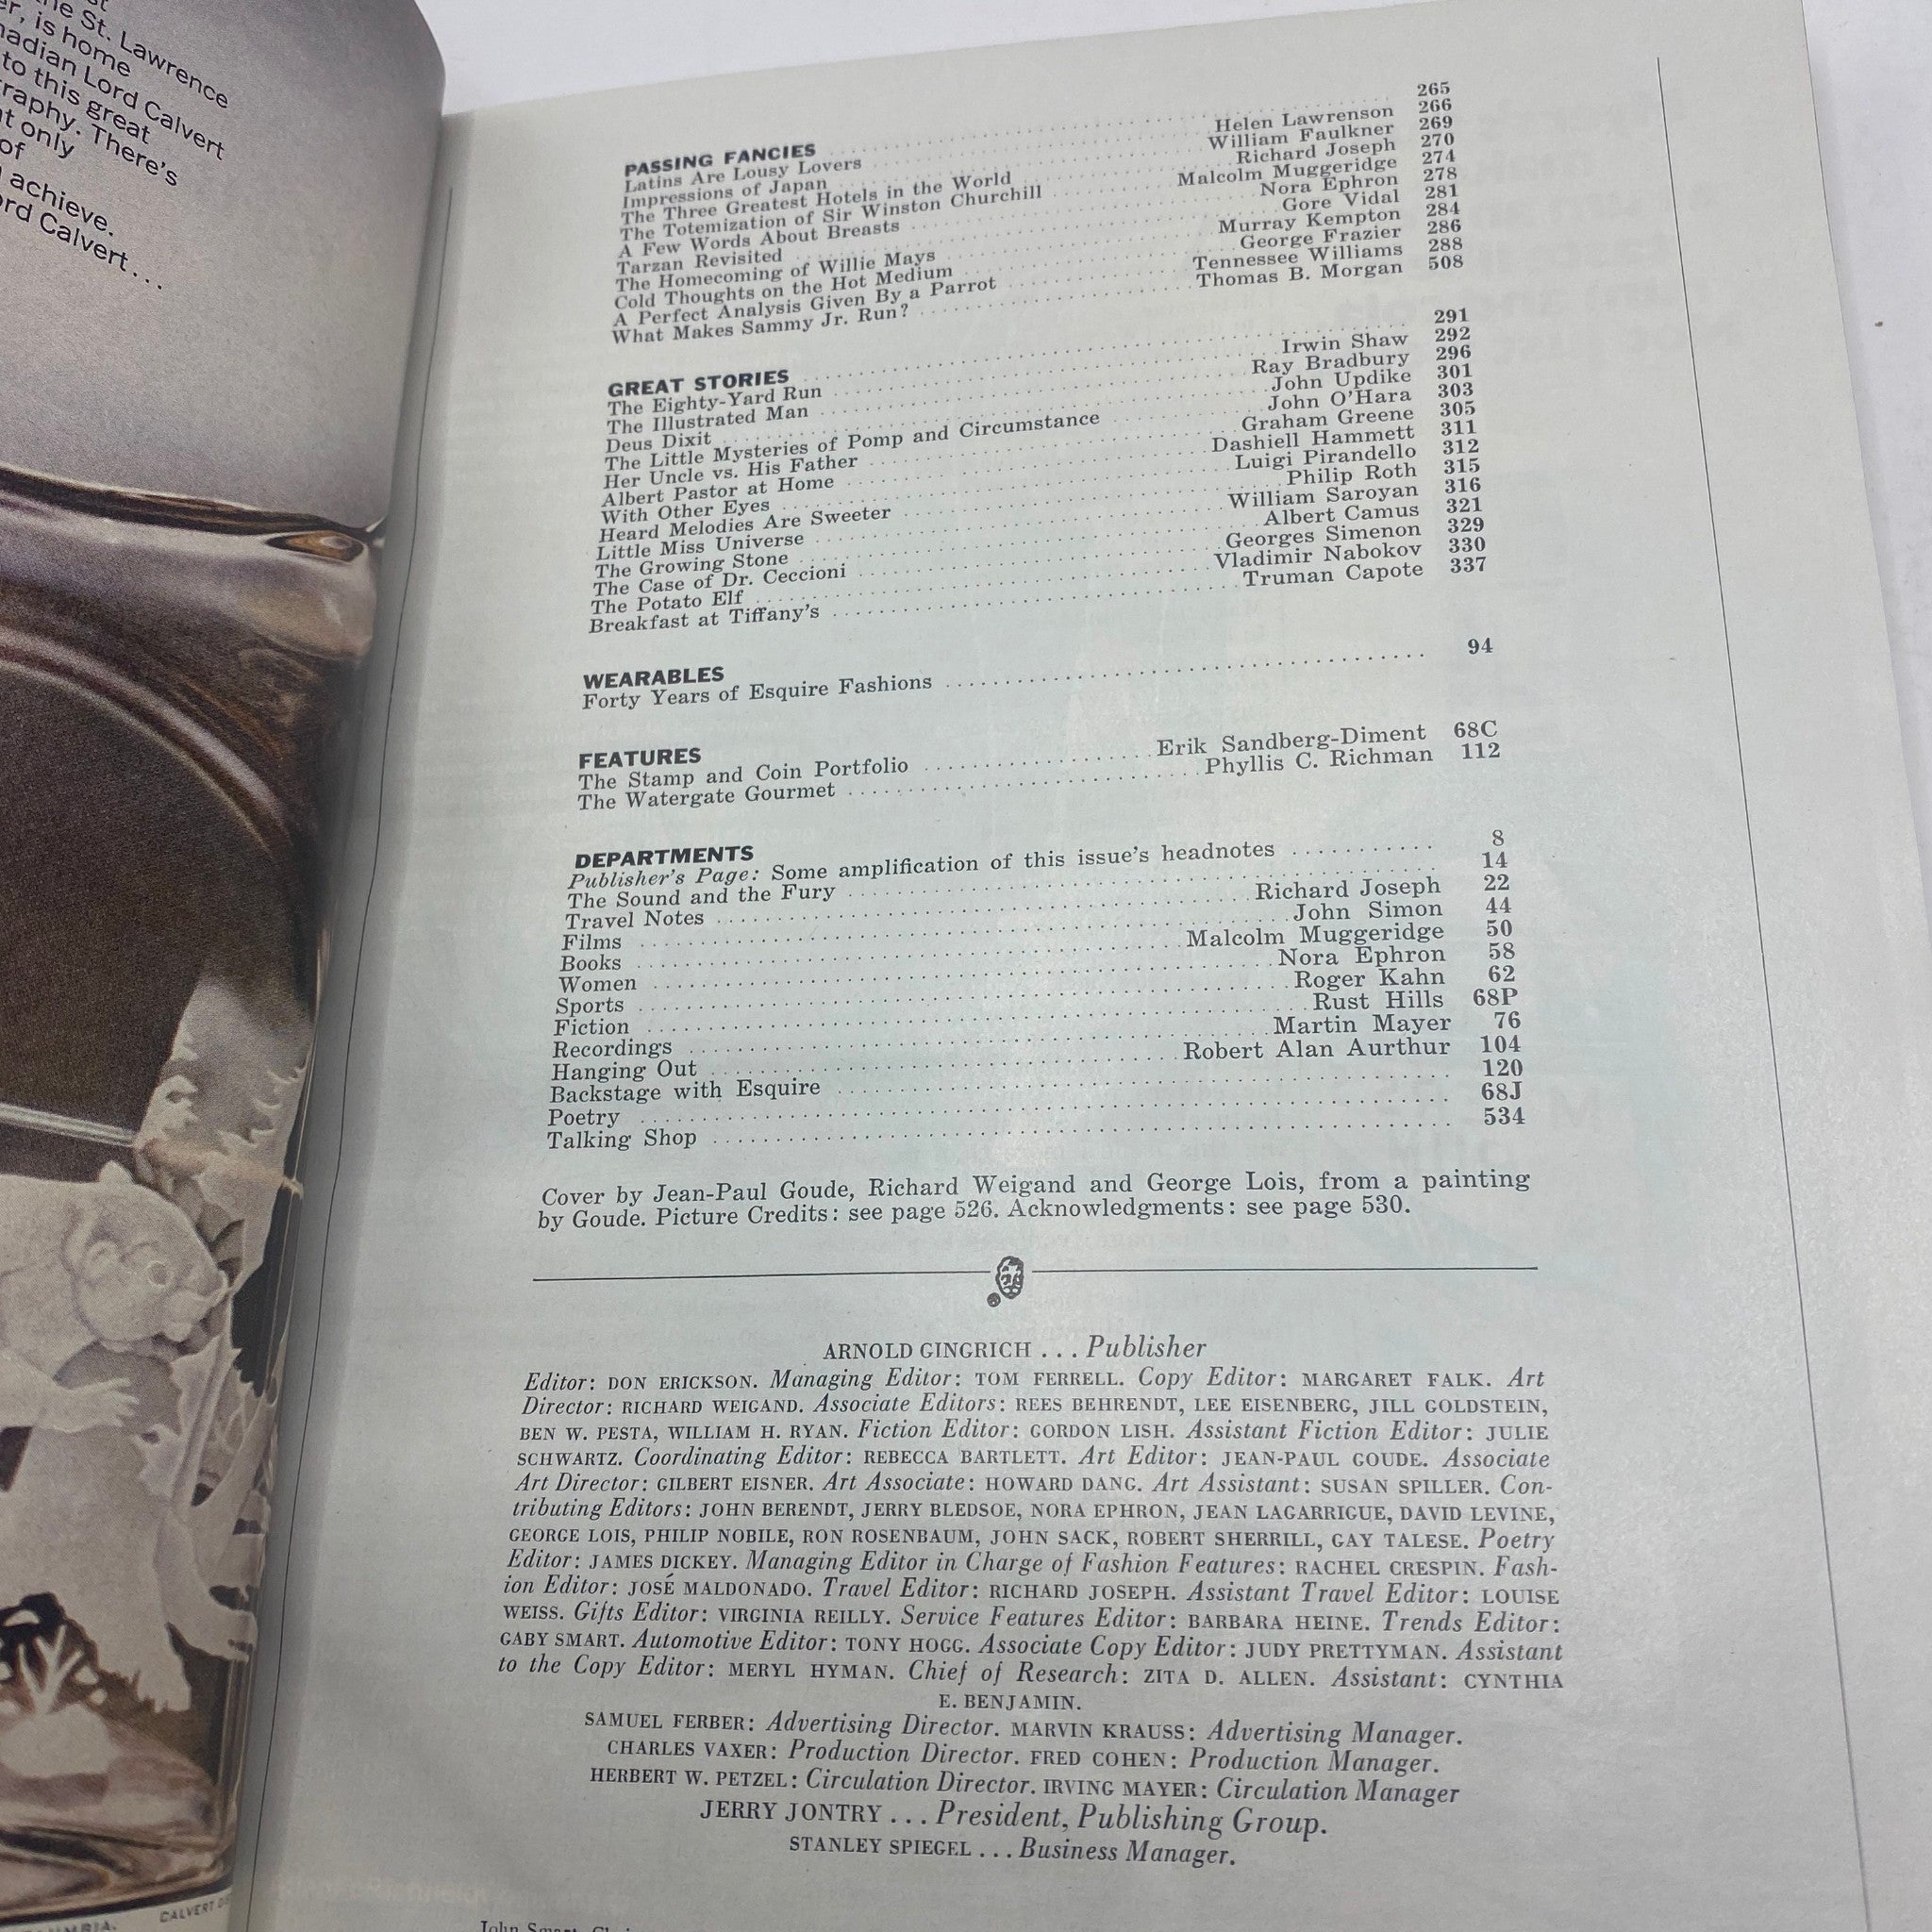 st
the St. Lawrence
er, is home
nadian Lord Calvert
to this great
raphy. There's
t only
of
achieve.
ord Calvert...
CALVERT
PASSING FANCIES 265
Latins Are Lousy Lovers Helen Lawrenson 266
Impressions of Japan William Faulkner 269
The Three Greatest Hotels in the World Richard Joseph 270
The Totemization of Sir Winston Churchill Malcolm Muggeridge 274
A Few Words About Breasts Nora Ephron 278
Tarzan Revisited Gore Vidal 281
The Homecoming of Willie Mays Murray Kempton 284
Cold Thoughts on the Hot Medium George Frazier 286
A Perfect Analysis Given By a Parrot Tennessee Williams 288
What Makes Sammy Jr. Run? Thomas B. Morgan 508
GREAT STORIES 291
The Eighty-Yard Run Irwin Shaw 292
The Illustrated Man Ray Bradbury 296
Deus Dixit John Updike 301
The Little Mysteries of Pomp and Circumstance John O'Hara 303
Her Uncle vs. His Father Graham Greene 305
Albert Pastor at Home Dashiell Hammett 311
With Other Eyes Luigi Pirandello 312
Heard Melodies Are Sweeter Philip Roth 315
Little Miss Universe William Saroyan 316
The Growing Stone Albert Camus 321
The Case of Dr. Ceccioni Georges Simenon 329
The Potato Elf Vladimir Nabokov 330
Breakfast at Tiffany's Truman Capote 337
WEARABLES
Forty Years of Esquire Fashions 94
FEATURES
The Stamp and Coin Portfolio Erik Sandberg-Diment 68C
The Watergate Gourmet Phyllis C. Richman 112
DEPARTMENTS
Publisher's Page: Some amplification of this issue's headnotes 8
The Sound and the Fury 14
Travel Notes Richard Joseph 22
Films John Simon 44
Books Malcolm Muggeridge 50
Women Nora Ephron 58
Sports Roger Kahn 62
Fiction Rust Hills 68P
Recordings Martin Mayer 76
Hanging Out Robert Alan Aurthur 104
Backstage with Esquire 120
Poetry 68J
Talking Shop 534
Cover by Jean-Paul Goude, Richard Weigand and George Lois, from a painting
by Goude. Picture Credits: see page 526. Acknowledgments: see page 530.
ARNOLD GINGRICH ... Publisher
Editor: DON ERICKSON. Managing Editor: TOM FERRELL. Copy Editor: MARGARET FALK. Art
Director: RICHARD WEIGAND. Associate Editors: REES BEHRENDT, LEE EISENBERG, JILL GOLDSTEIN,
BEN W. PESTA, WILLIAM H. RYAN. Fiction Editor: GORDON LISH. Assistant Fiction Editor: JULIE
SCHWARTZ. Coordinating Editor: REBECCA BARTLETT. Art Editor: JEAN-PAUL GOUDE. Associate
Art Director: GILBERT EISNER. Art Associate: HOWARD DANG. Art Assistant: SUSAN SPILLER. Con-
tributing Editors: JOHN BERENDT, JERRY BLEDSOE, NORA EPHRON, JEAN LAGARRIGUE, DAVID LEVINE,
GEORGE LOIS, PHILIP NOBILE, RON ROSENBAUM, JOHN SACK, ROBERT SHERRILL, GAY TALESE. Poetry
Editor: JAMES DICKEY. Managing Editor in Charge of Fashion Features: RACHEL CRESPIN. Fash-
ion Editor: JOSÉ MALDONADO. Travel Editor: RICHARD JOSEPH. Assistant Travel Editor: LOUISE
WEISS. Gifts Editor: VIRGINIA REILLY. Service Features Editor: BARBARA HEINE. Trends Editor:
GABY SMART. Automotive Editor: TONY HOGG. Associate Copy Editor: JUDY PRETTYMAN. Assistant
to the Copy Editor: MERYL HYMAN. Chief of Research: ZITA D. ALLEN. Assistant: CYNTHIA
E. BENJAMIN.
SAMUEL FERBER: Advertising Director. MARVIN KRAUSS: Advertising Manager.
CHARLES VAXER: Production Director. FRED COHEN: Production Manager.
HERBERT W. PETZEL: Circulation Director. IRVING MAYER: Circulation Manager
JERRY JONTRY ... President, Publishing Group.
STANLEY SPIEGEL ... Business Manager.